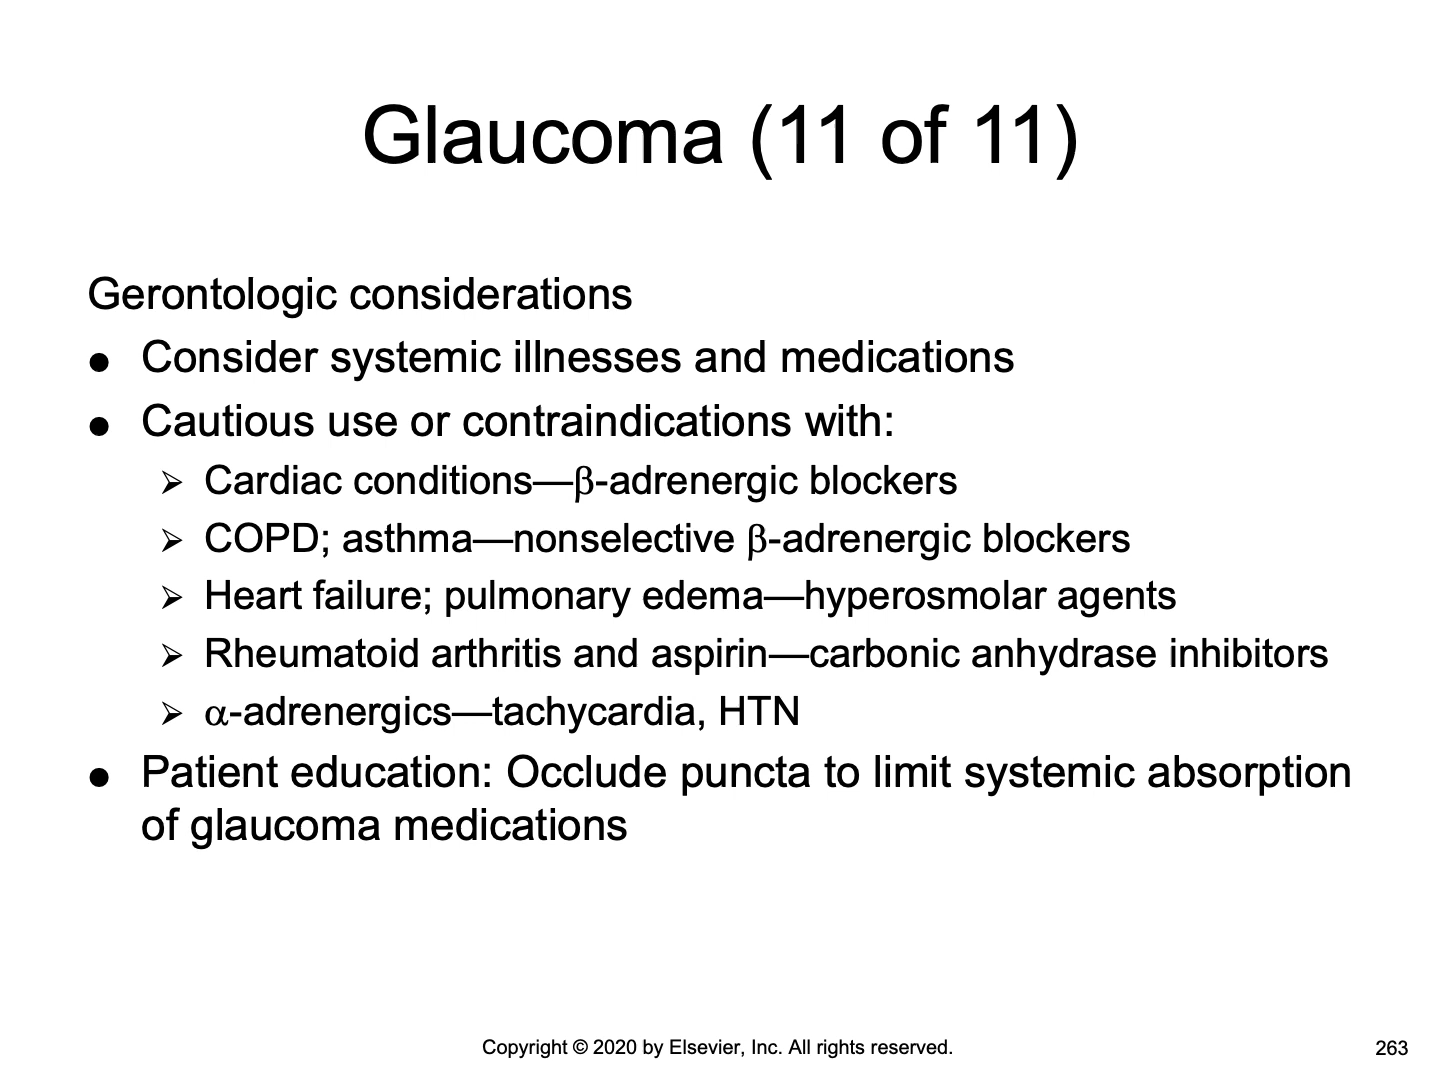 Glaucoma (11 of 11)
Gerontologic considerations
● Consider systemic illnesses and medications
● Cautious use or contraindications with:
➢ Cardiac conditions—β-adrenergic blockers
➢ COPD; asthma—nonselective β-adrenergic blockers
➢ Heart failure; pulmonary edema—hyperosmolar agents
➢ Rheumatoid arthritis and aspirin—carbonic anhydrase inhibitors
➢ α-adrenergics—tachycardia, HTN
● Patient education: Occlude puncta to limit systemic absorption
of glaucoma medications
Copyright © 2020 by Elsevier, Inc. All rights reserved.
263